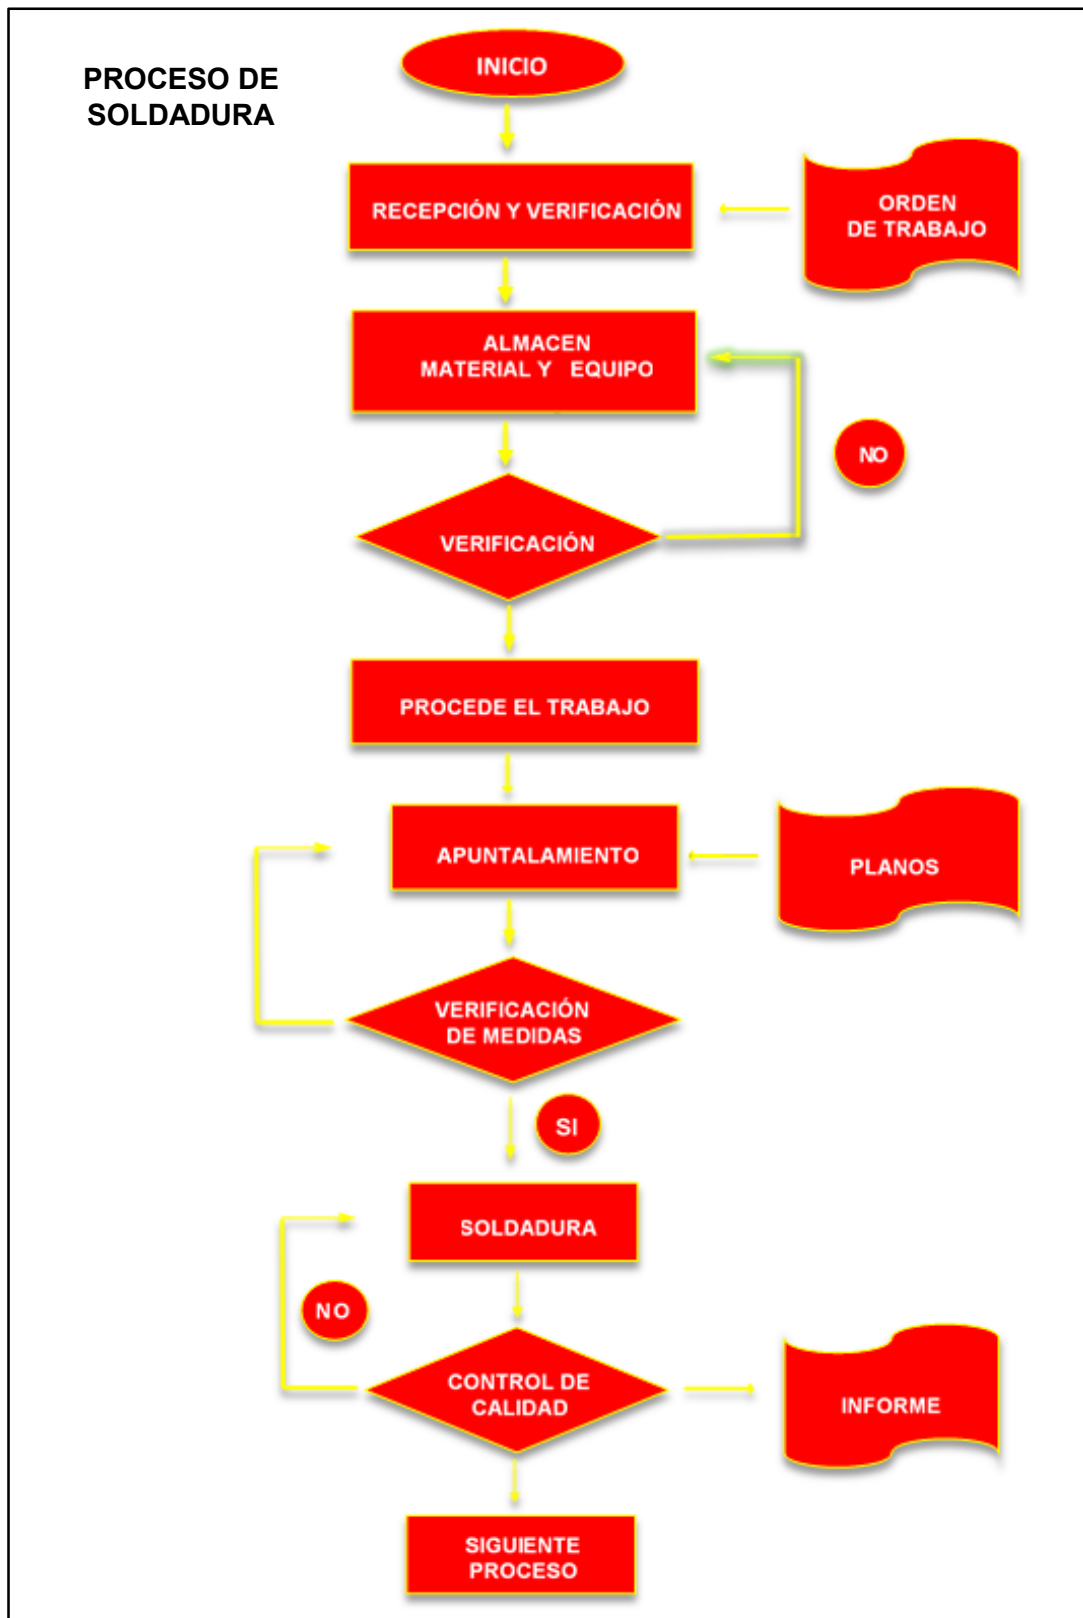 PROCESO DE
SOLDADURA
INICIO
RECEPCIÓN Y VERIFICACIÓN
ORDEN
DE TRABAJO
ALMACEN
MATERIAL Y EQUIPO
NO
VERIFICACIÓN
PROCEDE EL TRABAJO
APUNTALAMIENTO
PLANOS
VERIFICACIÓN
DE MEDIDAS
SI
SOLDADURA
NO
CONTROL DE
CALIDAD
INFORME
SIGUIENTE
PROCESO